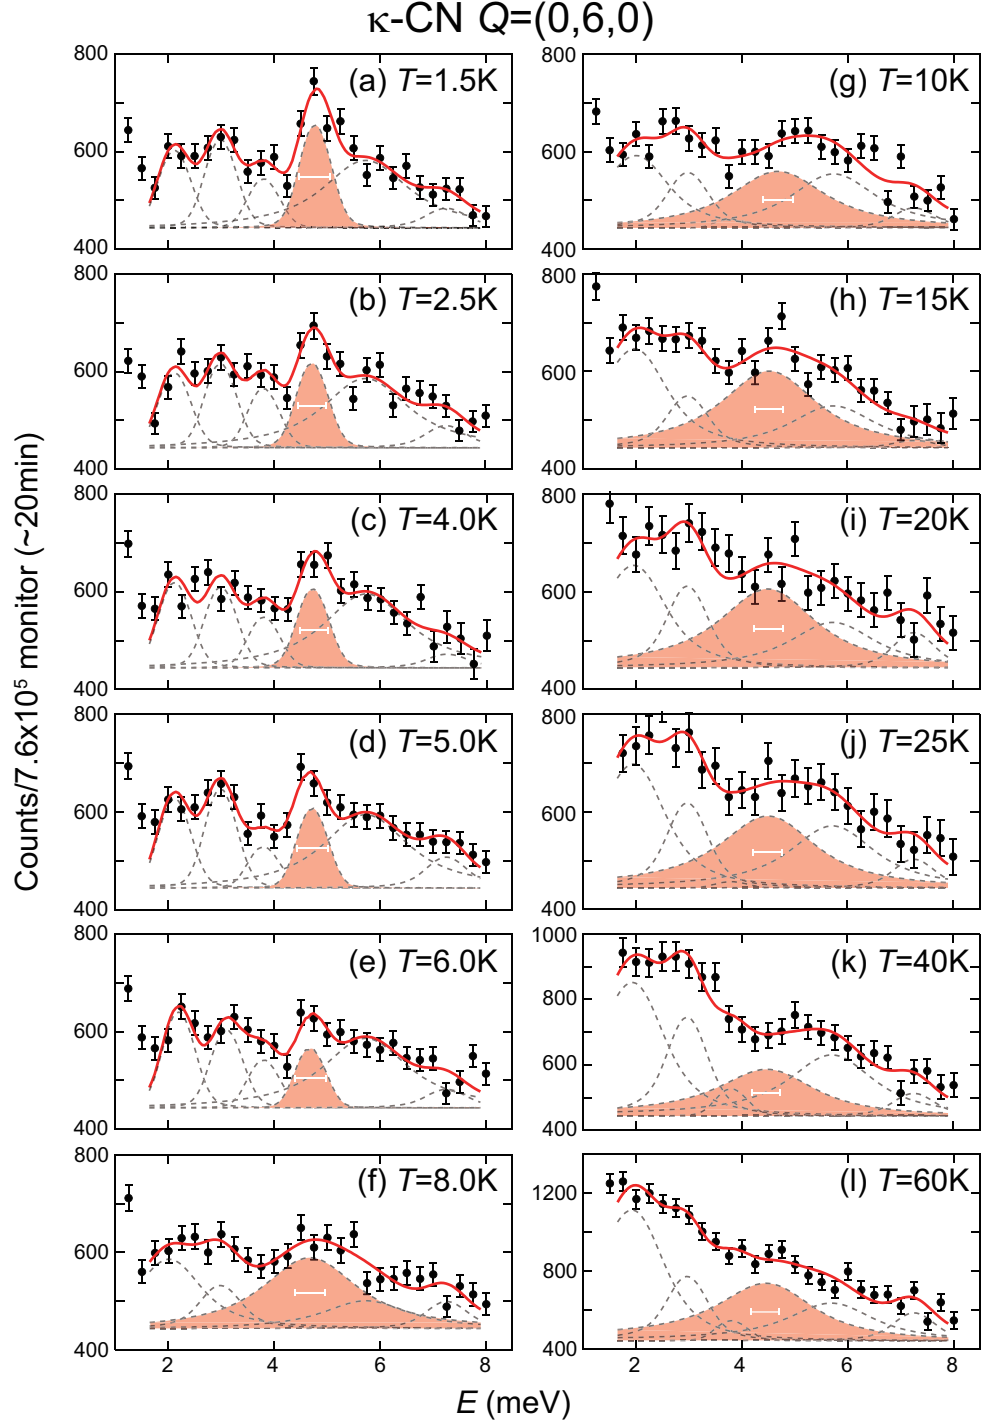 κ-CN Q=(0,6,0)
Counts/7.6x10⁵ monitor (~20min)
800
600
400
(a) T=1.5K
800
600
400
(b) T=2.5K
800
600
400
(c) T=4.0K
800
600
400
(d) T=5.0K
800
600
400
(e) T=6.0K
800
600
400
(f) T=8.0K
2 4 6 8
800
600
400
(g) T=10K
800
600
400
(h) T=15K
800
600
400
(i) T=20K
800
600
400
(j) T=25K
1000
800
600
400
(k) T=40K
1200
800
400
(l) T=60K
2 4 6 8
E (meV)